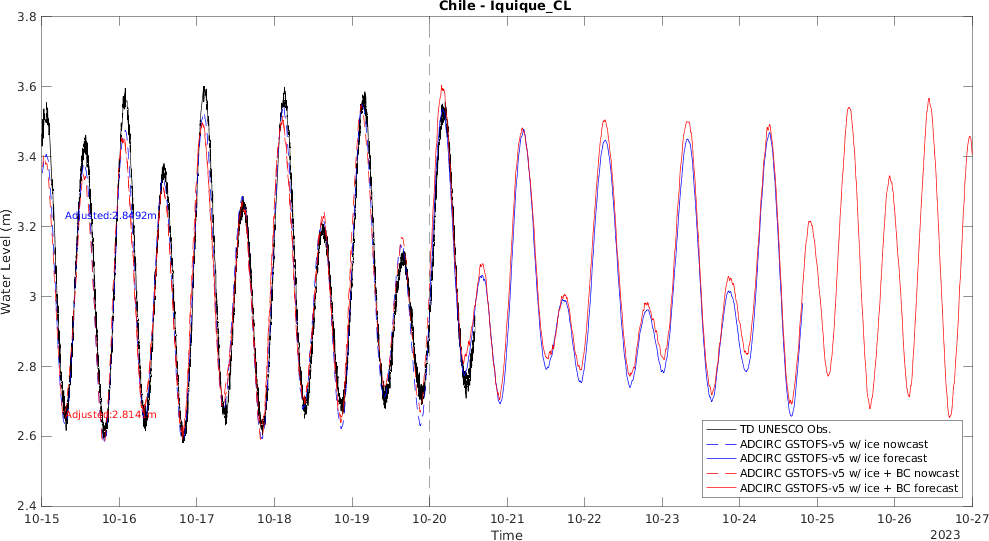 Chile - Iquique_CL
3.8
3.6
3.4
3.2
3
2.8
2.6
2.4
Water Level (m)
Adjusted:2.8492m
10-15
10-16
10-17
10-18
10-19
10-20
10-21
10-22
10-23
10-24
10-25
10-26
10-27
Time
2023
TD UNESCO Obs.
ADCIRC GSTOFS-v5 w/ ice nowcast
ADCIRC GSTOFS-v5 w/ ice forecast
ADCIRC GSTOFS-v5 w/ ice + BC nowcast
ADCIRC GSTOFS-v5 w/ ice + BC forecast